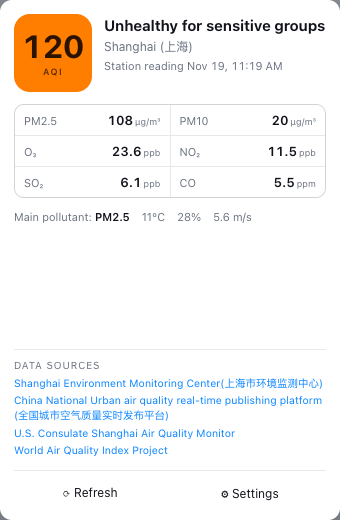 120
AQI
Unhealthy for sensitive groups
Shanghai (上海)
Station reading Nov 19, 11:19 AM
PM2.5 108 µg/m³ PM10 20 µg/m³
O₃ 23.6 ppb NO₂ 11.5 ppb
SO₂ 6.1 ppb CO 5.5 ppm
Main pollutant: PM2.5 11°C 28% 5.6 m/s
DATA SOURCES
Shanghai Environment Monitoring Center(上海市环境监测中心)
China National Urban air quality real-time publishing platform
(全国城市空气质量实时发布平台)
U.S. Consulate Shanghai Air Quality Monitor
World Air Quality Index Project
⟳ Refresh ⚙ Settings